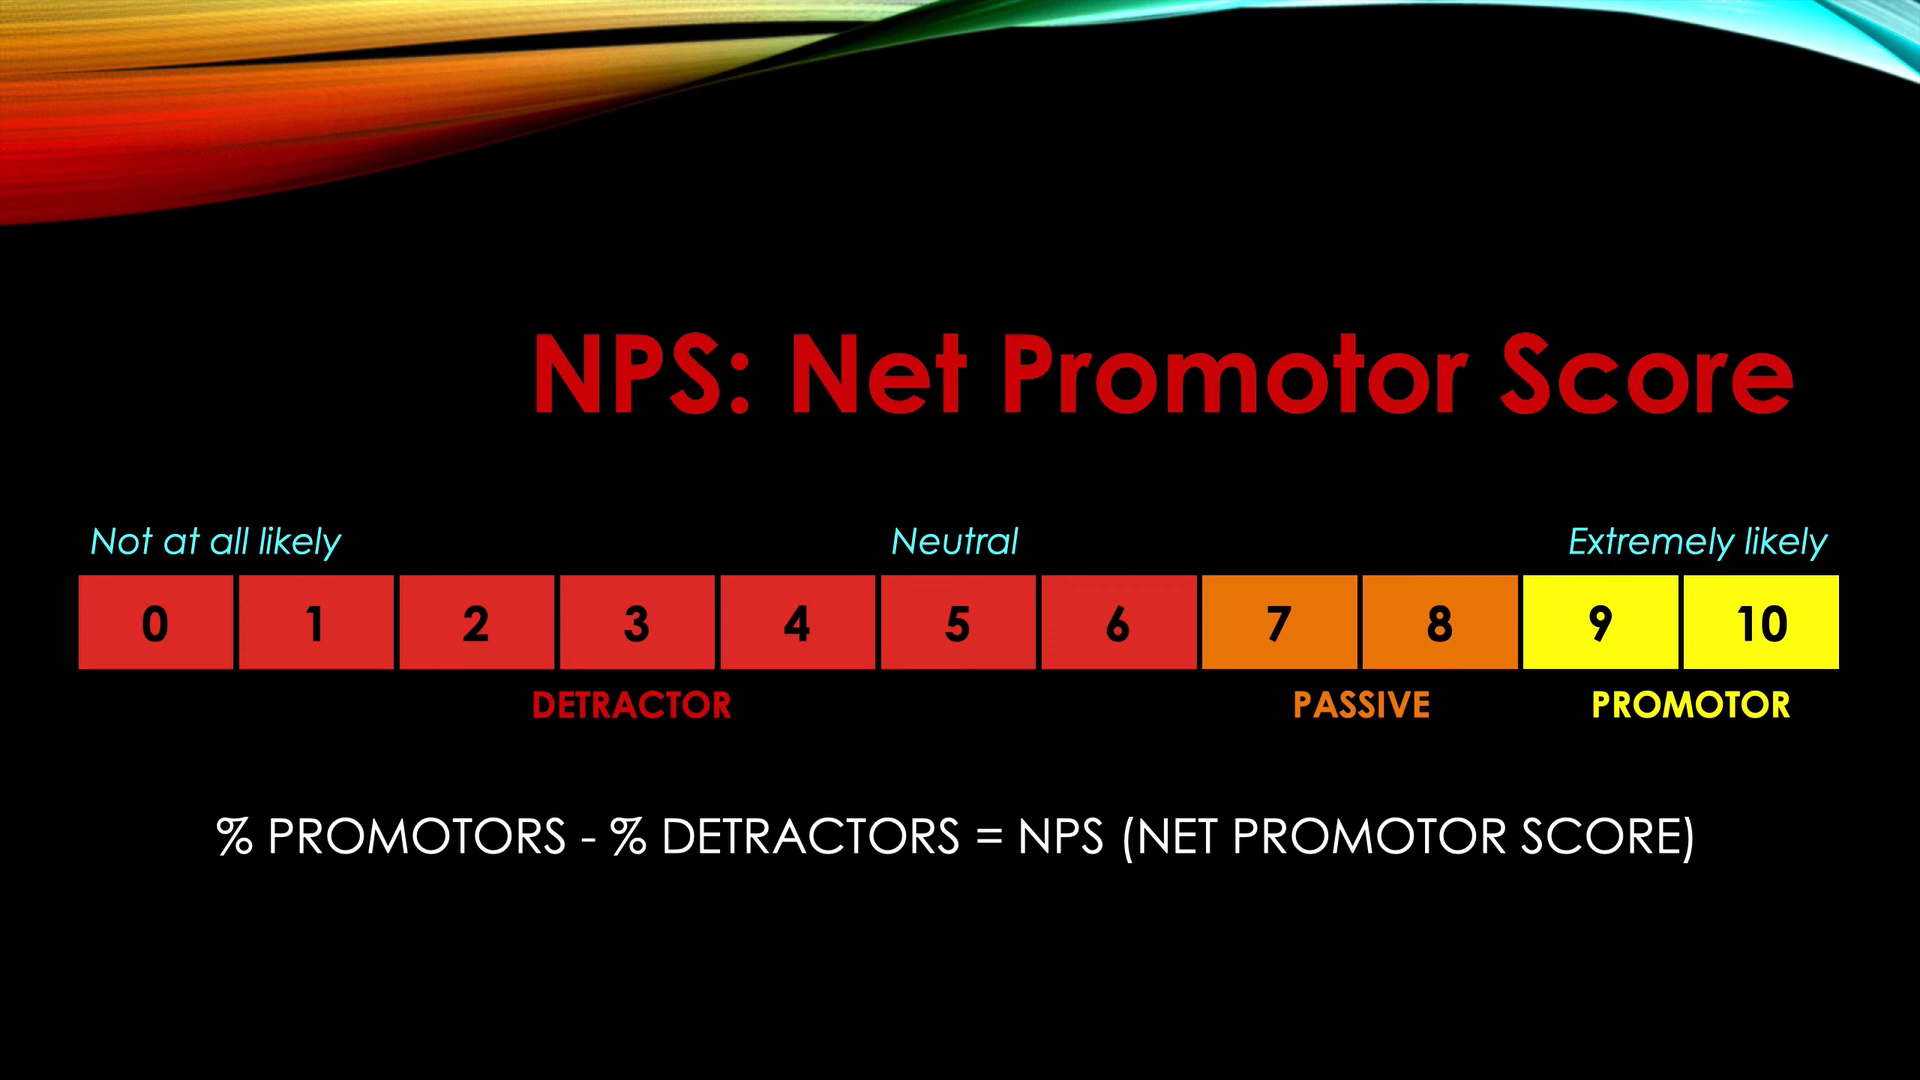 NPS: Net Promotor Score
Not at all likely Neutral Extremely likely
0 1 2 3 4 5 6 7 8 9 10
DETRACTOR PASSIVE PROMOTOR
% PROMOTORS - % DETRACTORS = NPS (NET PROMOTOR SCORE)